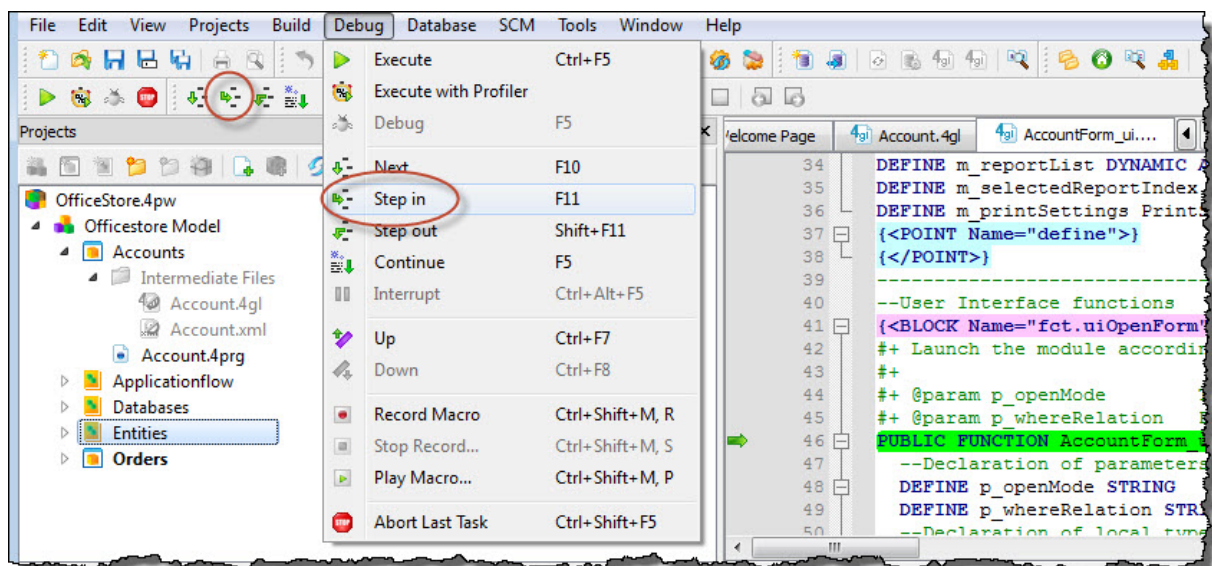 File Edit View Projects Build Debug Database SCM Tools Window Help
Execute Ctrl+F5
Execute with Profiler
Debug F5
Next F10
Step in F11
Step out Shift+F11
Continue F5
Interrupt Ctrl+Alt+F5
Up Ctrl+F7
Down Ctrl+F8
Record Macro Ctrl+Shift+M, R
Stop Record... Ctrl+Shift+M, S
Play Macro... Ctrl+Shift+M, P
Abort Last Task Ctrl+Shift+F5
Projects
OfficeStore.4pw
Officestore Model
Accounts
Intermediate Files
Account.4gl
Account.xml
Account.4prg
Applicationflow
Databases
Entities
Orders
Page Account.4gl AccountForm_ui....
34 DEFINE m_reportList DYNAMIC
35 DEFINE m_selectedReportIndex
36 DEFINE m_printSettings
37 {<POINT Name="define">}
38 {</POINT>}
39 ------------------------------
40 --User Interface functions
41 {<BLOCK Name="fct.uiOpenForm"
42 #+ Launch the module
43 #+
44 #+ @param p_openMode
45 #+ @param p_whereRelation
46 PUBLIC FUNCTION
47 --Declaration of parameters
48 DEFINE p_openMode STRING
49 DEFINE p_whereRelation
50 --Declaration of local